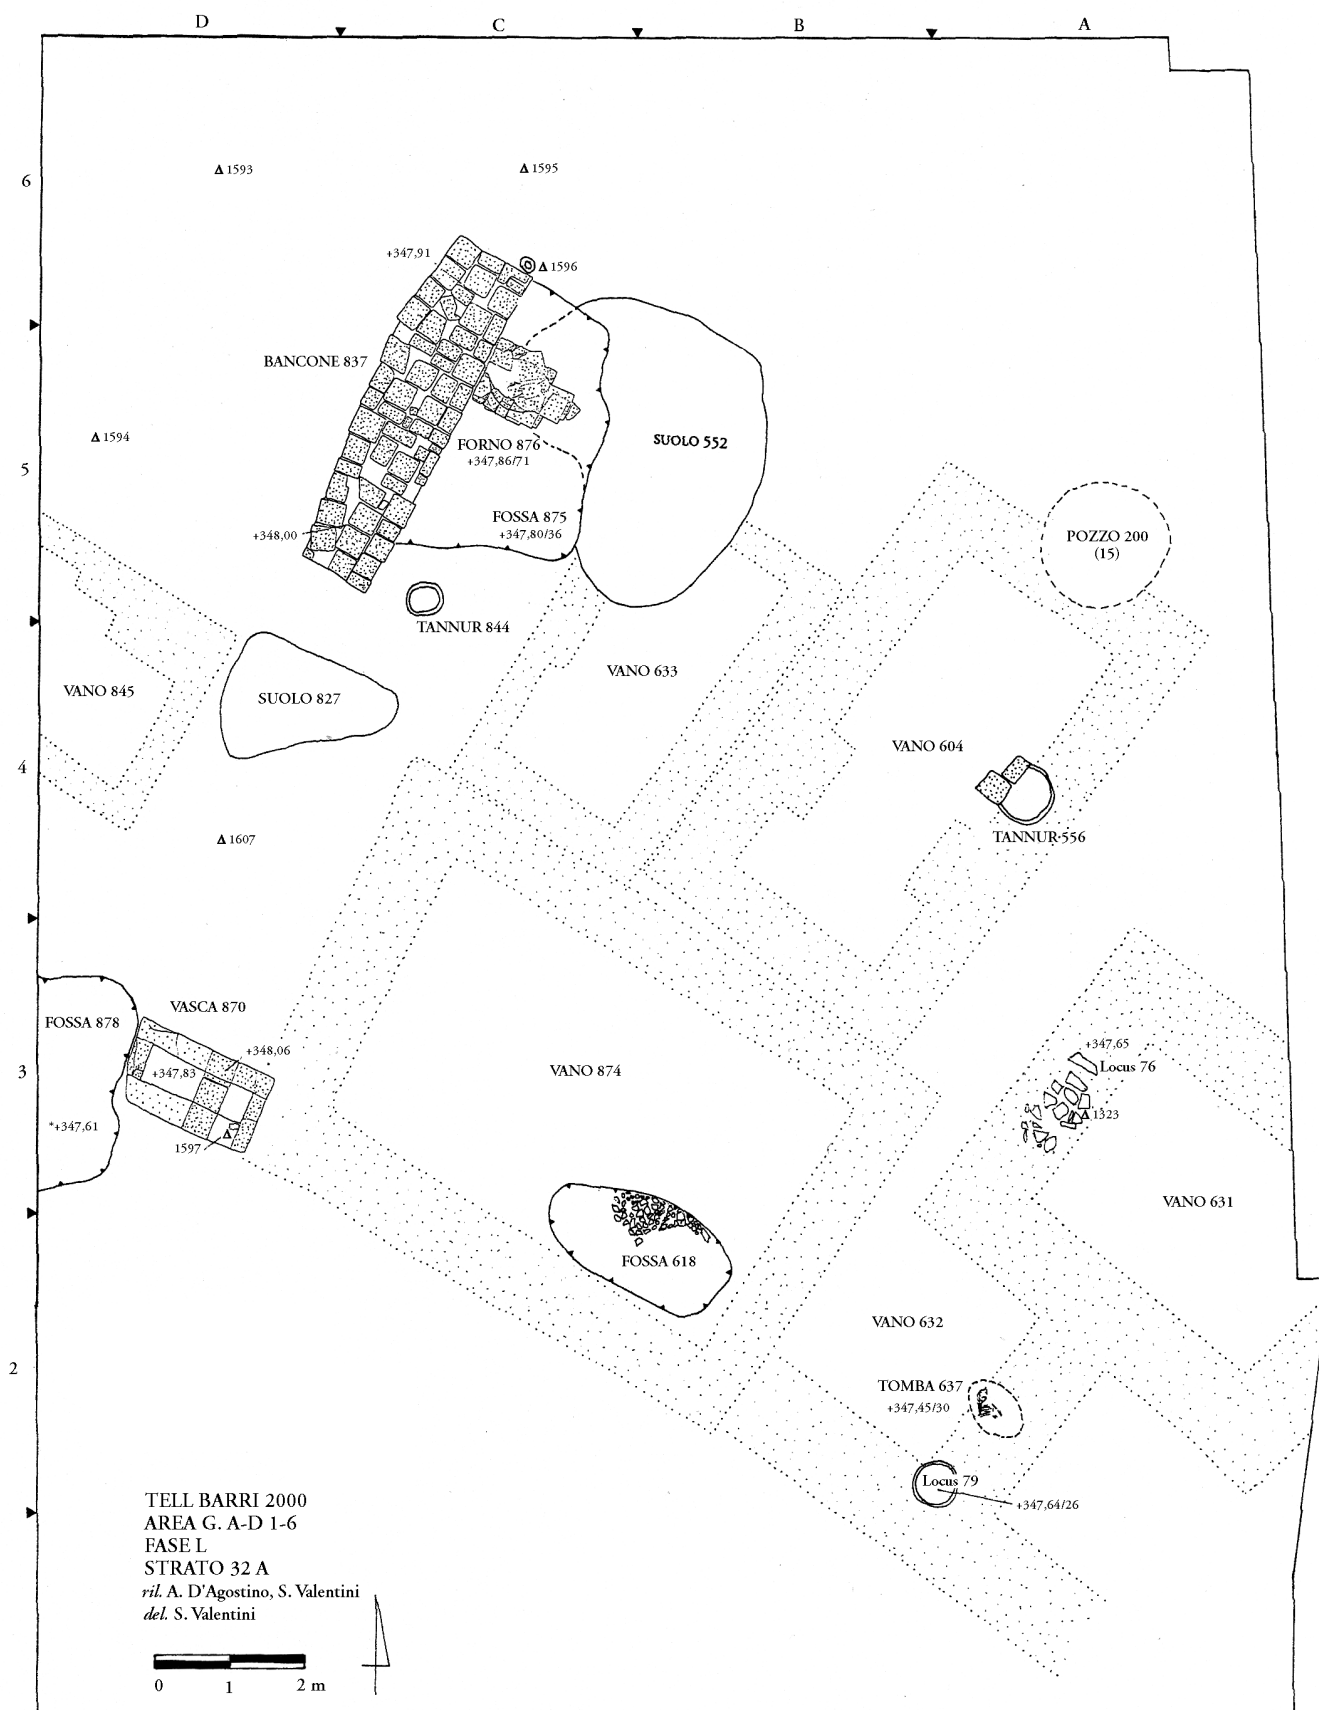 D
C
B
A
6
Δ 1593
Δ 1595
+347,91
Δ 1596
BANCONE 837
Δ 1594
FORNO 876
+347,86/71
SUOLO 552
5
FOSSA 875
+347,80/36
+348,00
POZZO 200
(15)
TANNUR 844
VANO 845
SUOLO 827
VANO 633
VANO 604
4
TANNUR 556
Δ 1607
VASCA 870
FOSSA 878
+348,06
+347,83
3
*+347,61
Δ
1597
VANO 874
+347,65
Locus 76
Δ 1323
VANO 631
FOSSA 618
VANO 632
2
TOMBA 637
+347,45/30
Locus 79
+347,64/26
TELL BARRI 2000
AREA G. A-D 1-6
FASE L
STRATO 32 A
ril. A. D'Agostino, S. Valentini
del. S. Valentini
0 1 2 m